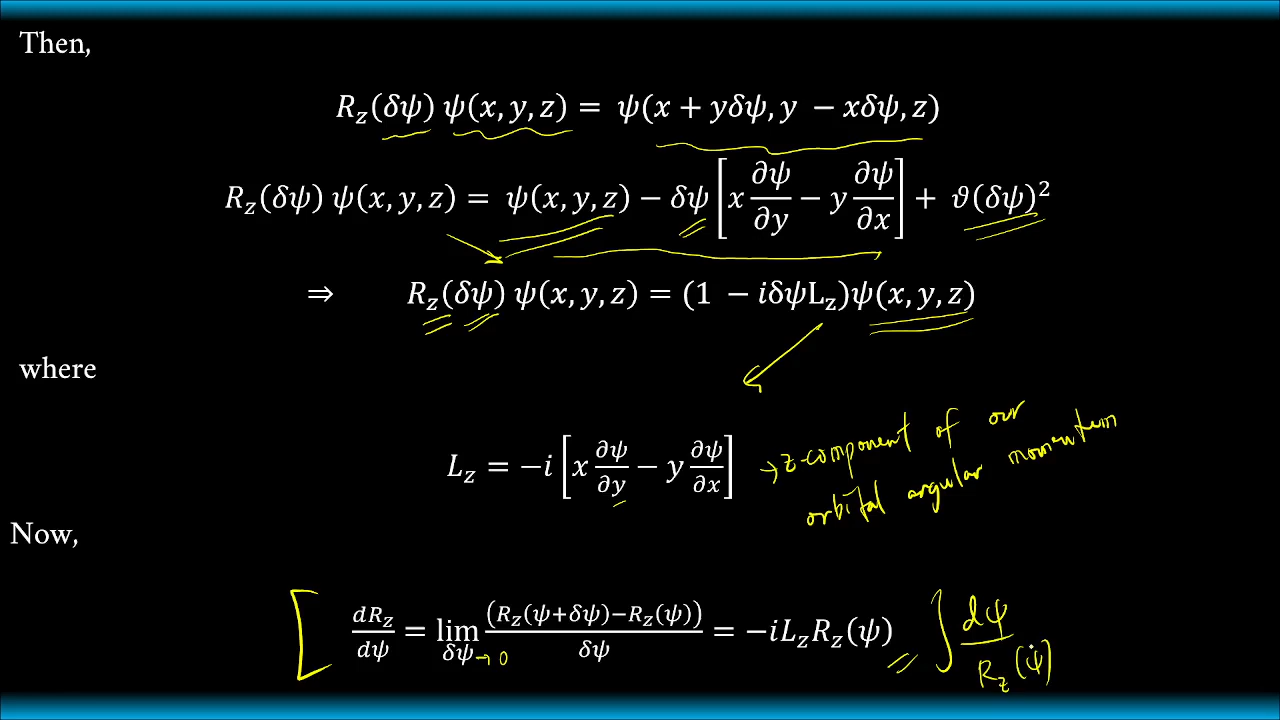 Then,
R_z(δψ) ψ(x, y, z) = ψ(x + yδψ, y − xδψ, z)
R_z(δψ) ψ(x, y, z) = ψ(x, y, z) − δψ [x ∂ψ/∂y − y ∂ψ/∂x] + ϑ(δψ)²
⇒ R_z(δψ) ψ(x, y, z) = (1 − iδψL_z)ψ(x, y, z)
where
L_z = −i [x ∂ψ/∂y − y ∂ψ/∂x] → z-component of our
orbital angular momentum
Now,
dR_z/dψ = lim δψ→0 (R_z(ψ+δψ)−R_z(ψ))/δψ = −iL_zR_z(ψ) ∫ dψ/R_z(ψ)